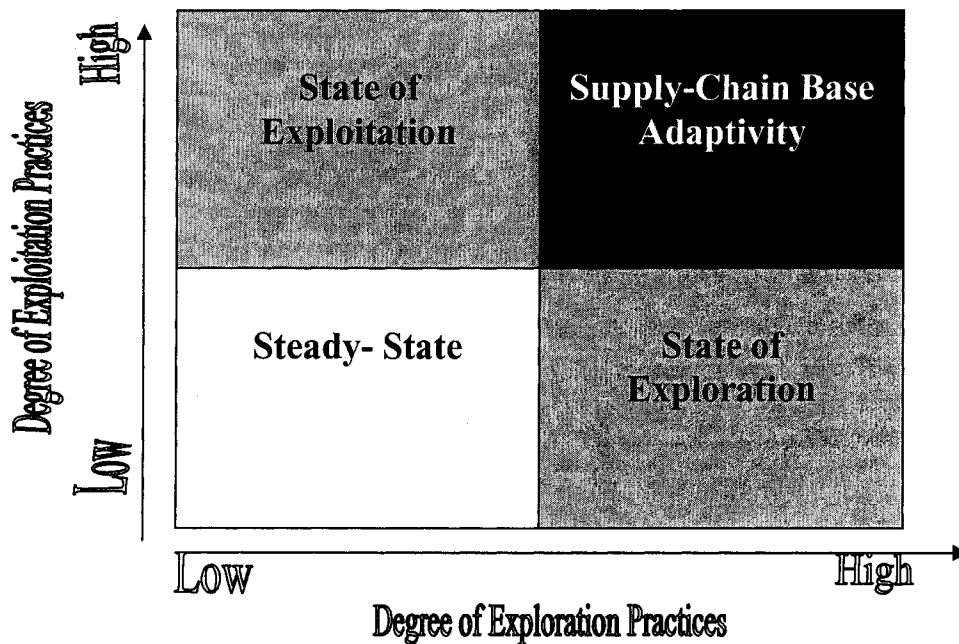 High
State of
Exploitation
Supply-Chain Base
Adaptivity
Degree of Exploitation Practices
Steady- State
State of
Exploration
Low
Low
High
Degree of Exploration Practices